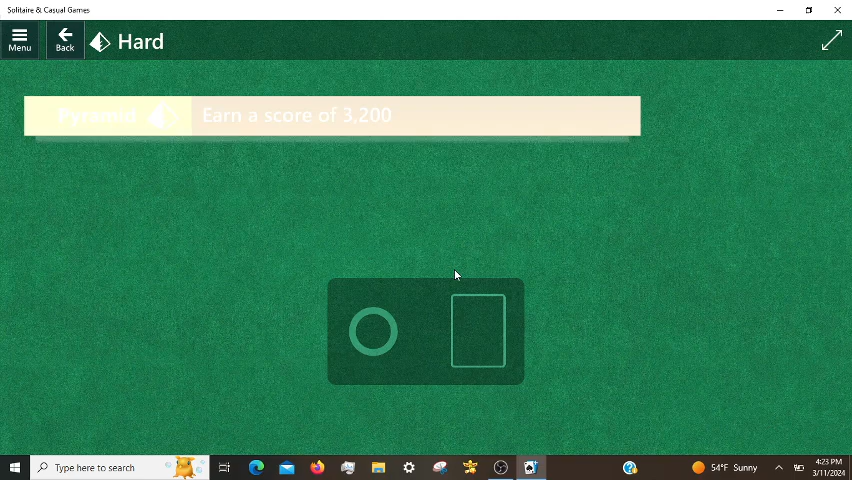 Solitaire & Casual Games
Menu
Back
Hard
Pyramid
Earn a score of 3,200
Type here to search
54°F Sunny
4:23 PM
3/11/2024